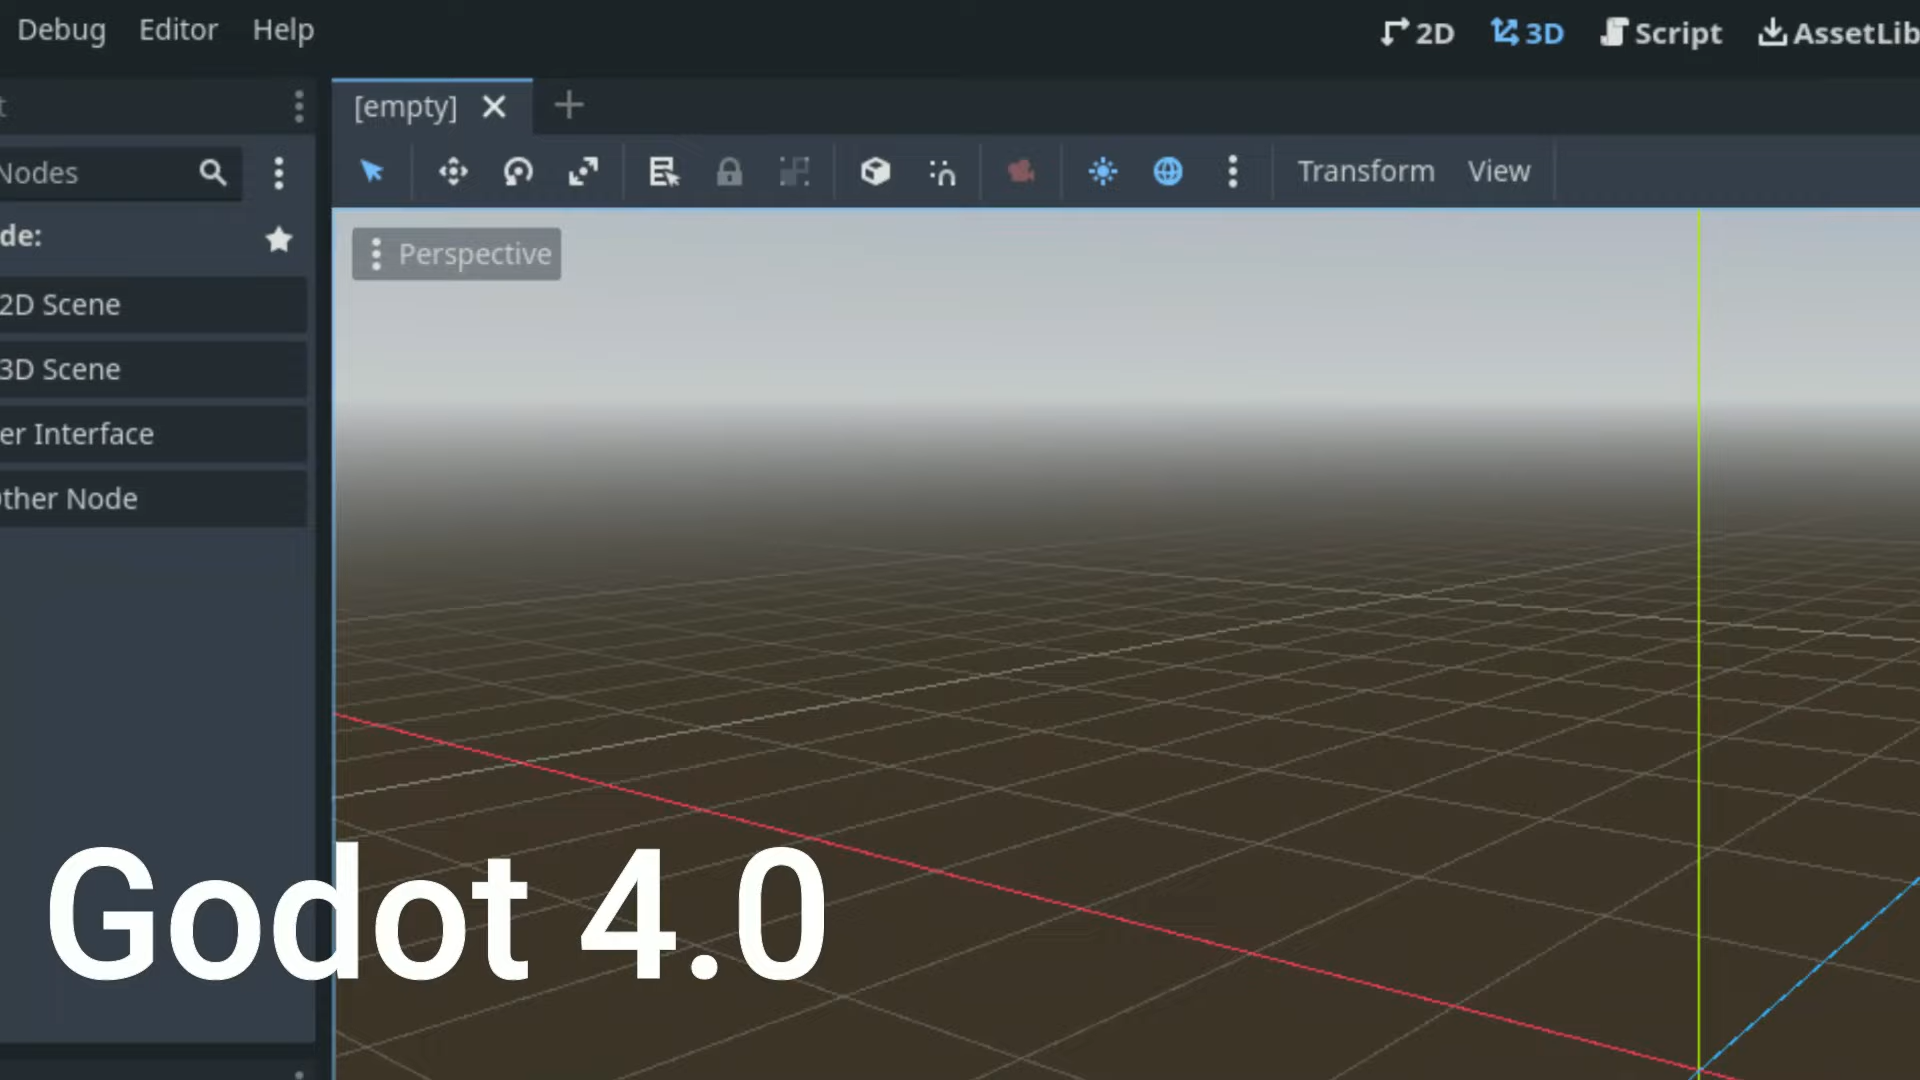 Debug Editor Help
2D 3D Script AssetLib
t
[empty]
Nodes
Transform View
de:
Perspective
2D Scene
3D Scene
er Interface
ther Node
Godot 4.0